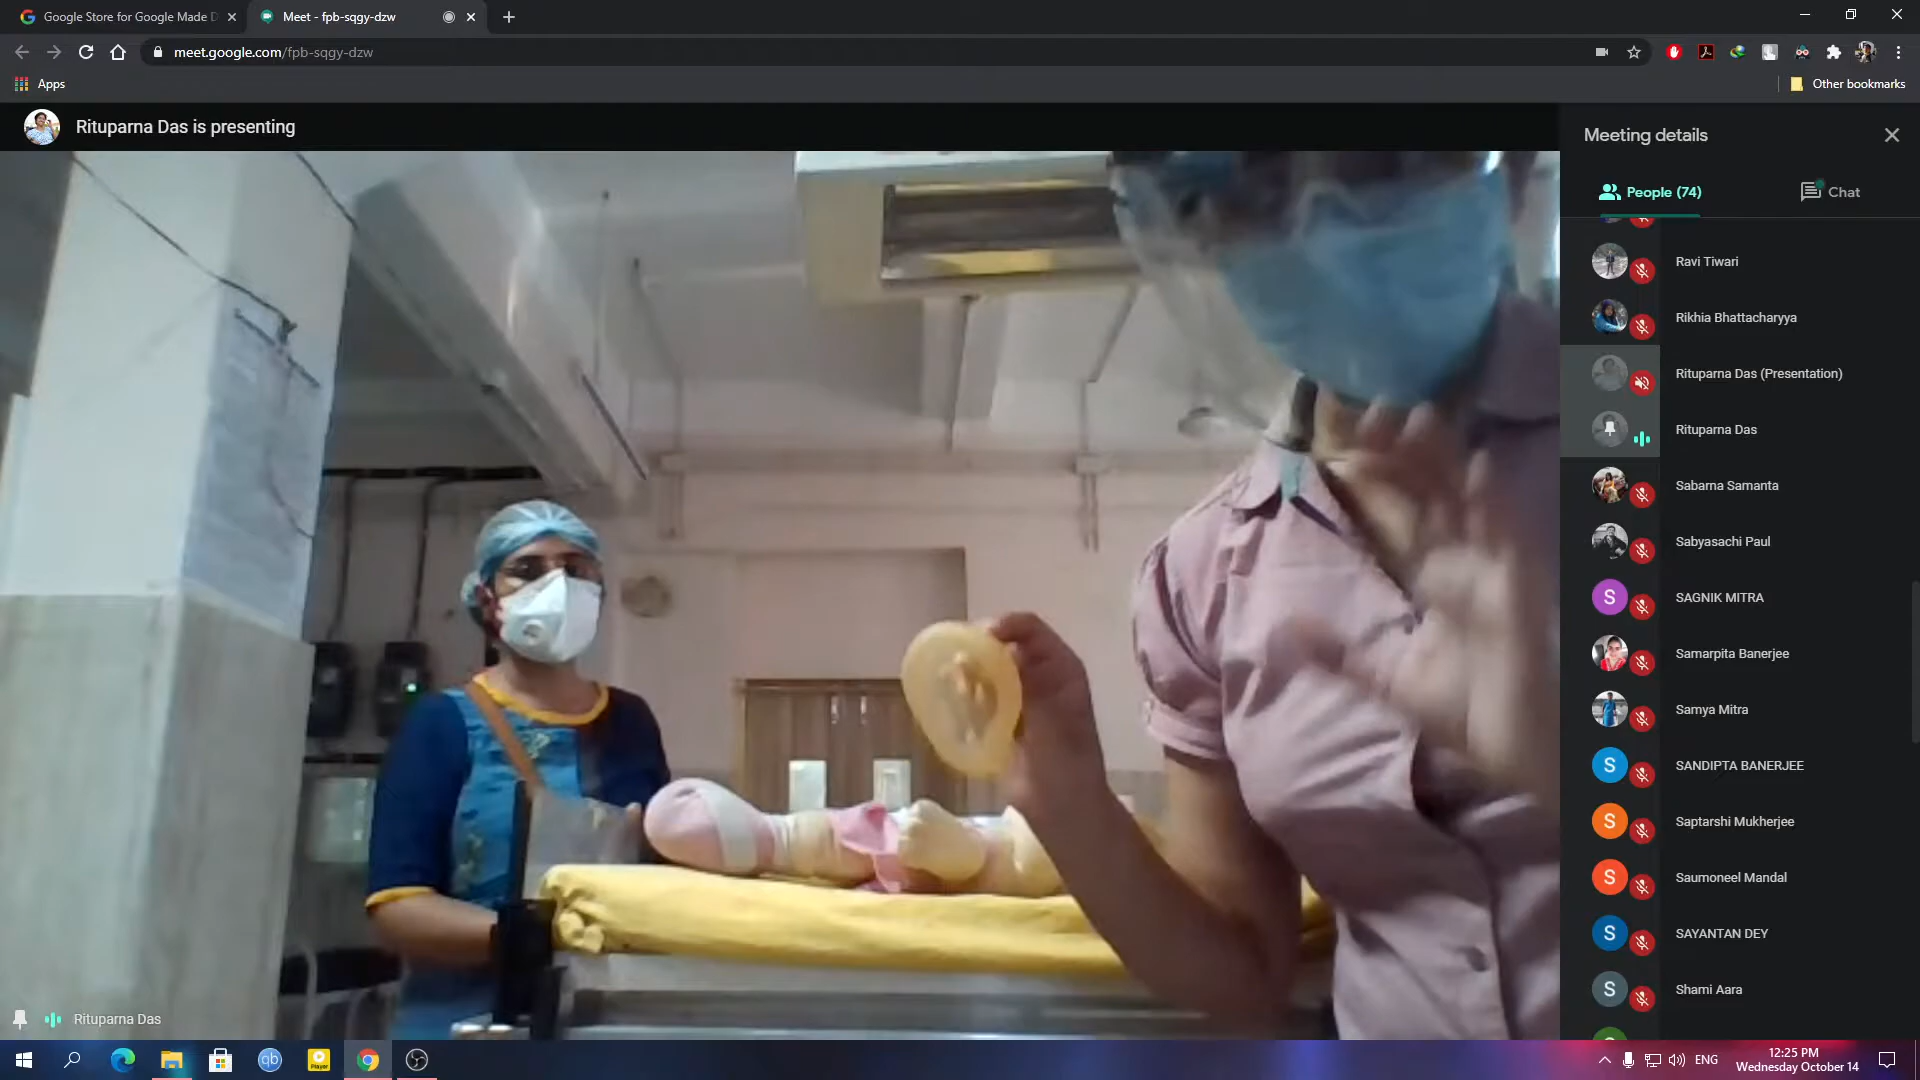 Google Store for Google Made D
Meet - fpb-sqgy-dzw
meet.google.com/fpb-sqgy-dzw
Apps
Other bookmarks
Rituparna Das is presenting
Meeting details
People (74)
Chat
Ravi Tiwari
Rikhia Bhattacharyya
Rituparna Das (Presentation)
Rituparna Das
Sabarna Samanta
Sabyasachi Paul
S SAGNIK MITRA
Samarpita Banerjee
Samya Mitra
S SANDIPTA BANERJEE
S Saptarshi Mukherjee
S Saumoneel Mandal
S SAYANTAN DEY
S Shami Aara
Rituparna Das
qb
Player
ENG
12:25 PM
Wednesday October 14